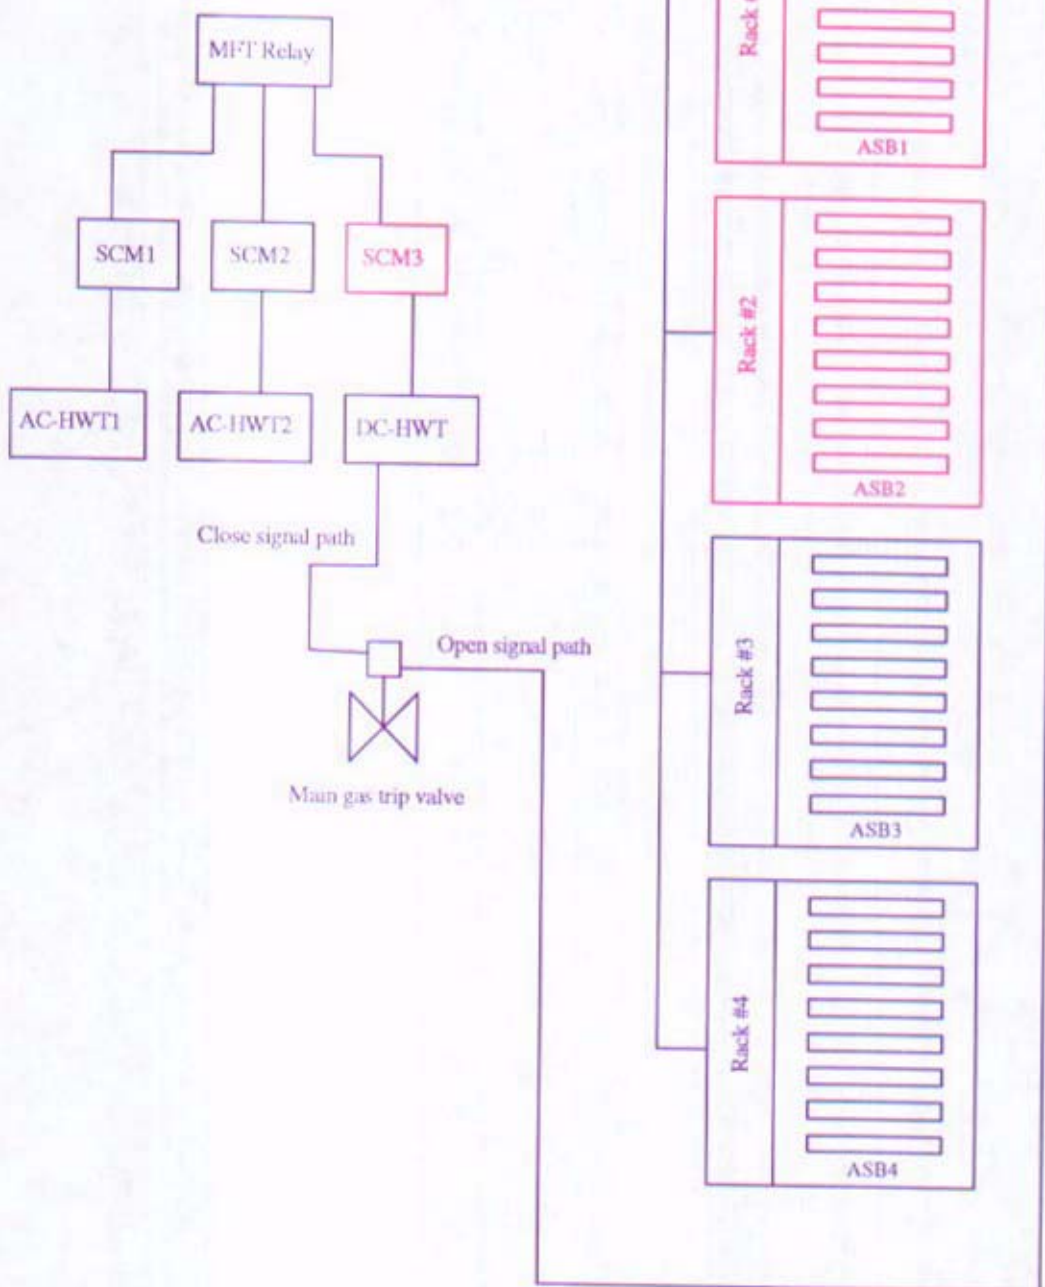 MFT Relay
SCM1
SCM2
SCM3
AC-HWT1
AC-HWT2
DC-HWT
Close signal path
Open signal path
Main gas trip valve
Rack
ASB1
Rack #2
ASB2
Rack #3
ASB3
Rack #4
ASB4